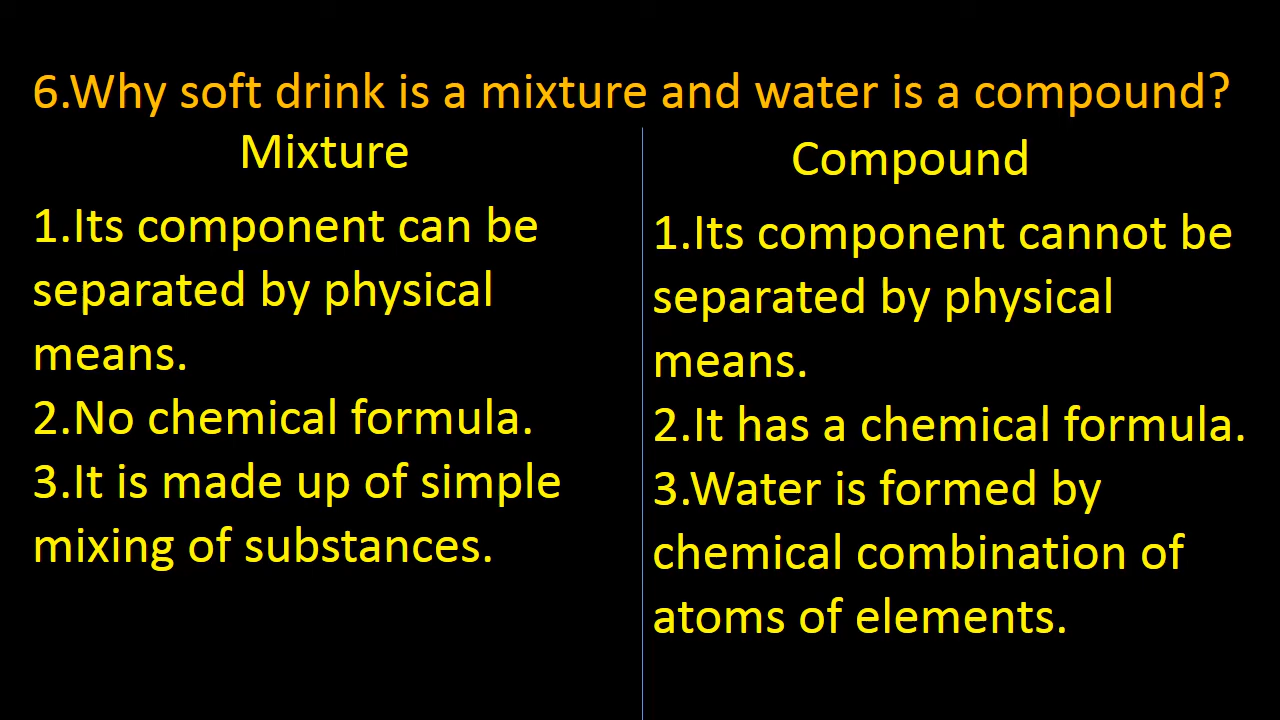 6.Why soft drink is a mixture and water is a compound?
Mixture
1.Its component can be
separated by physical
means.
2.No chemical formula.
3.It is made up of simple
mixing of substances.
Compound
1.Its component cannot be
separated by physical
means.
2.It has a chemical formula.
3.Water is formed by
chemical combination of
atoms of elements.